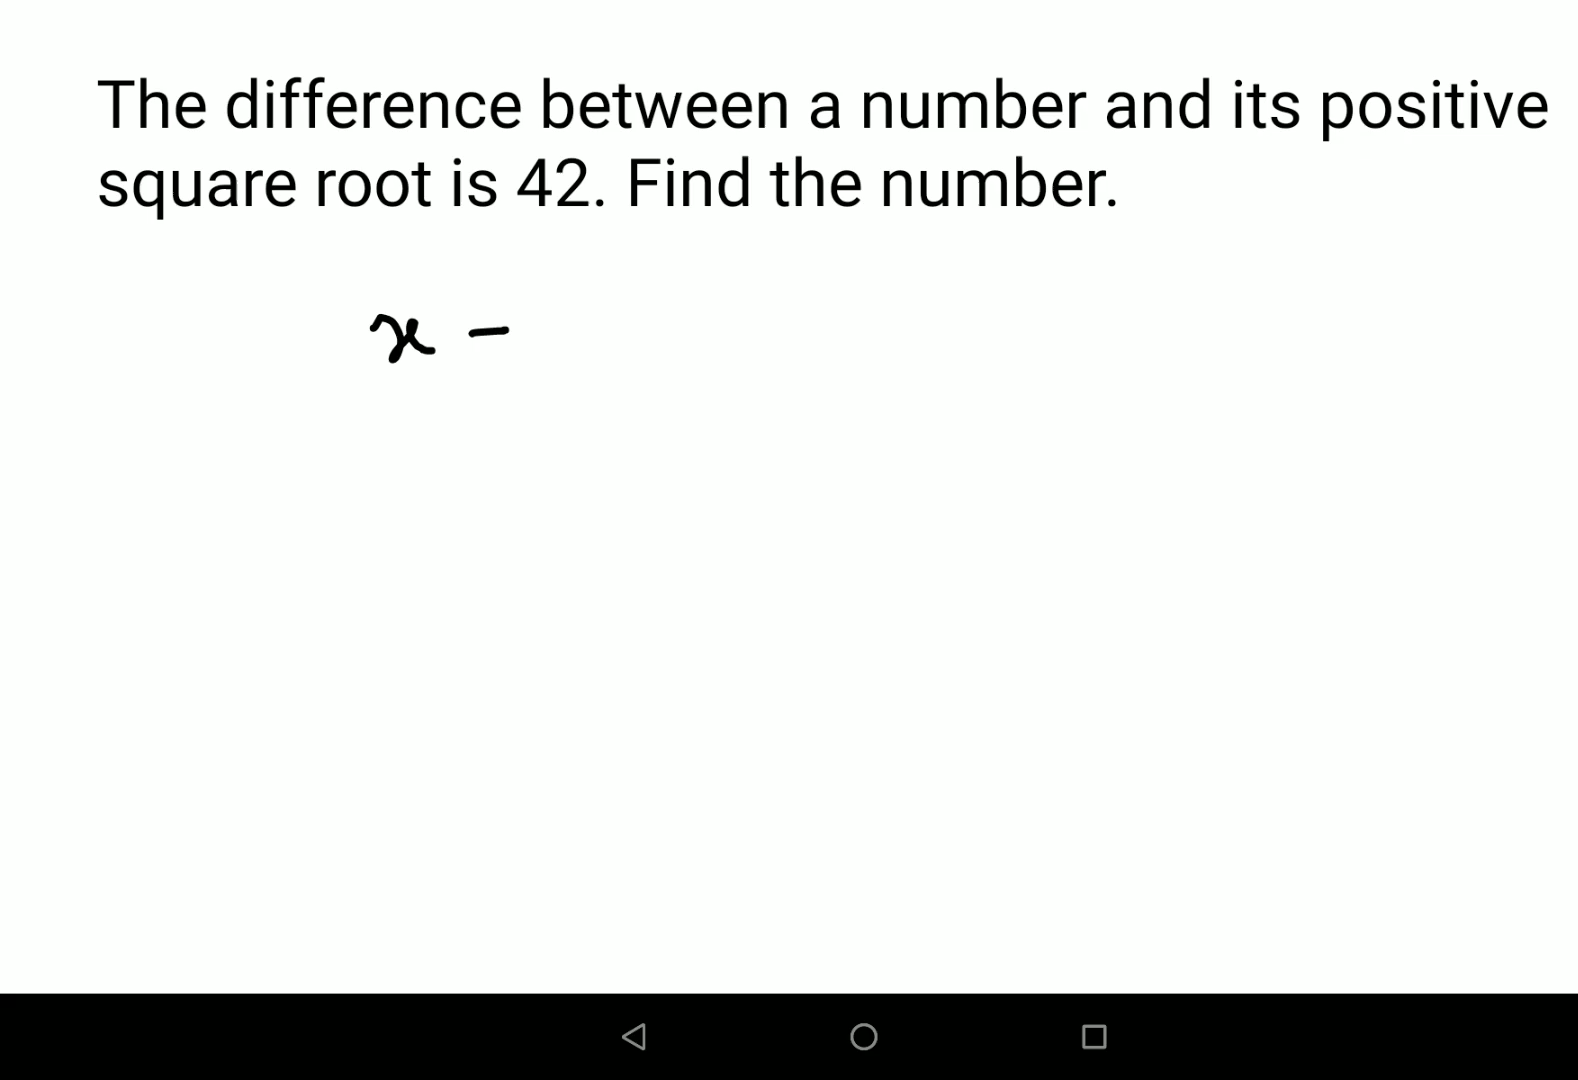 The difference between a number and its positive
square root is 42. Find the number.
x -